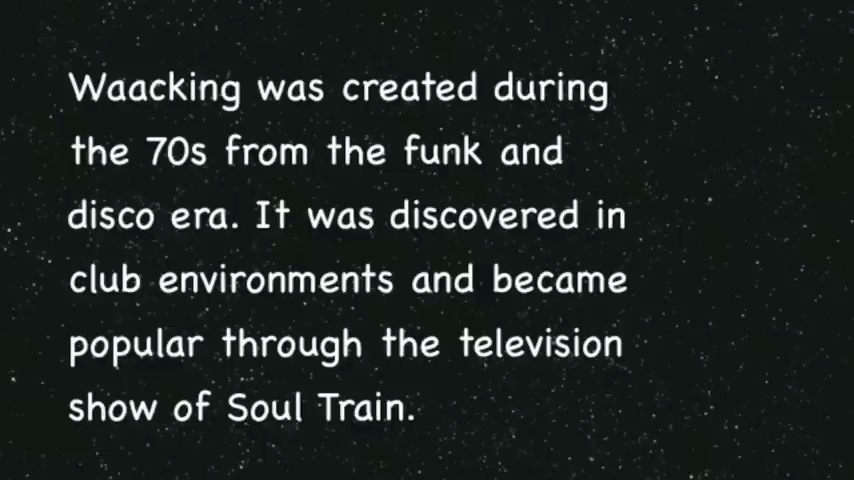 Waacking was created during
the 70s from the funk and
disco era. It was discovered in
club environments and became
popular through the television
show of Soul Train.